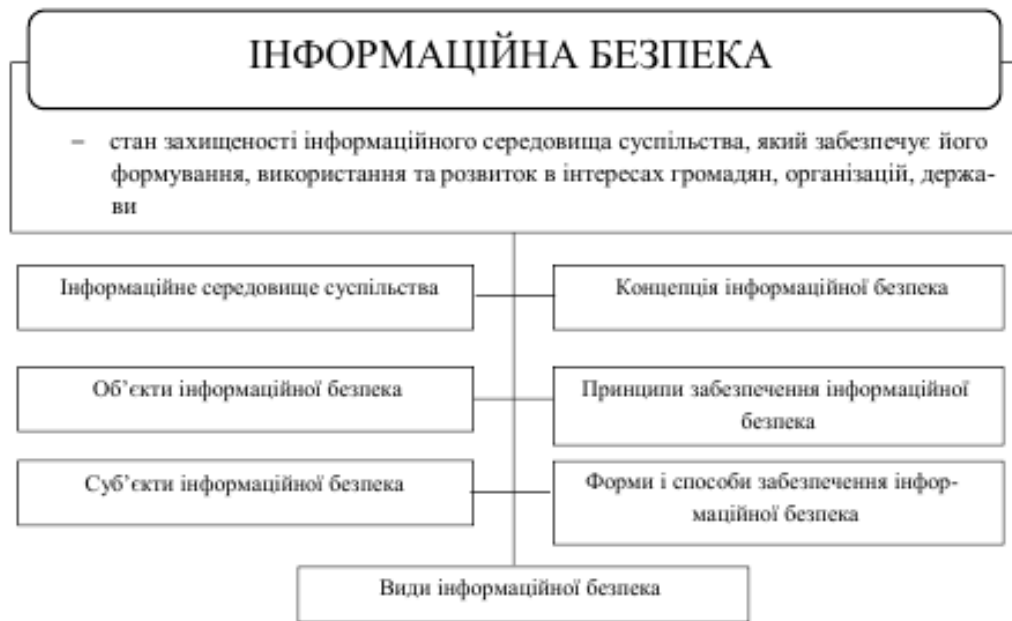 ІНФОРМАЦІЙНА БЕЗПЕКА
– стан захищеності інформаційного середовища суспільства, який забезпечує його
формування, використання та розвиток в інтересах громадян, організацій, держа-
ви
Інформаційне середовище суспільства
Концепція інформаційної безпека
Об’єкти інформаційної безпека
Принципи забезпечення інформаційної
безпека
Суб’єкти інформаційної безпека
Форми і способи забезпечення інфор-
маційної безпека
Види інформаційної безпека